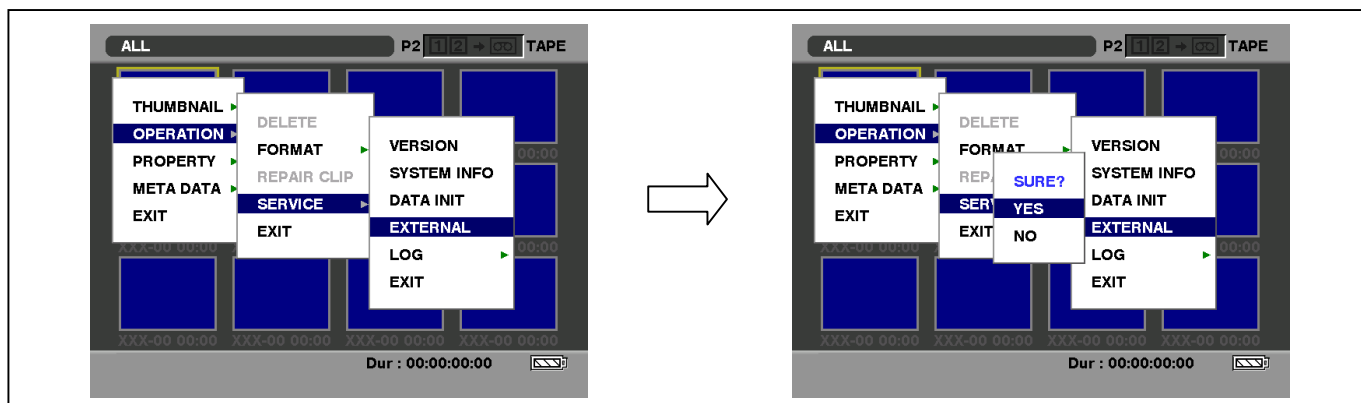 ALL
P2 1 2 → TAPE
THUMBNAIL
OPERATION
PROPERTY
META DATA
EXIT
DELETE
FORMAT
REPAIR CLIP
SERVICE
EXIT
VERSION
SYSTEM INFO
DATA INIT
EXTERNAL
LOG
EXIT
00:00
XXX-00 00:00
00:00
XXX-00 00:00 XXX-00 00:00 XXX-00 00:00 XXX-00 00:00
Dur : 00:00:00:00
ALL
P2 1 2 → TAPE
THUMBNAIL
OPERATION
PROPERTY
META DATA
EXIT
DELETE
FORMAT
REP
SERV
EXIT
SURE?
YES
NO
VERSION
SYSTEM INFO
DATA INIT
EXTERNAL
LOG
EXIT
00:00
XXX-00 00:00
00:00
XXX-00 00:00 XXX-00 00:00 XXX-00 00:00 XXX-00 00:00
Dur : 00:00:00:00